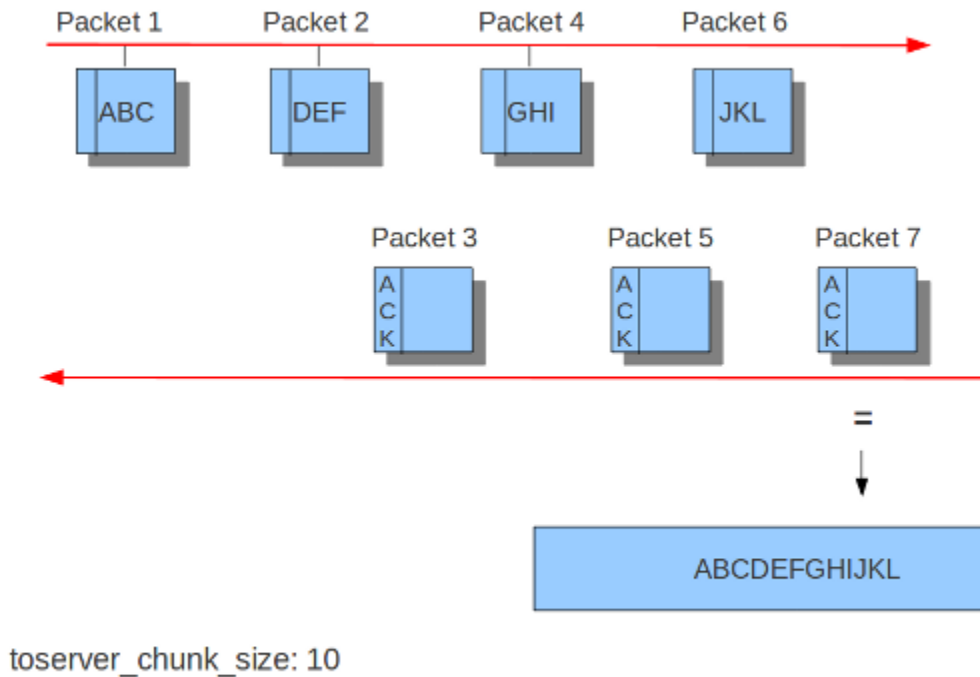 Packet 1 Packet 2 Packet 4 Packet 6
ABC DEF GHI JKL
Packet 3 Packet 5 Packet 7
A A A
C C C
K K K
=
ABCDEFGHIJKL
toserver_chunk_size: 10